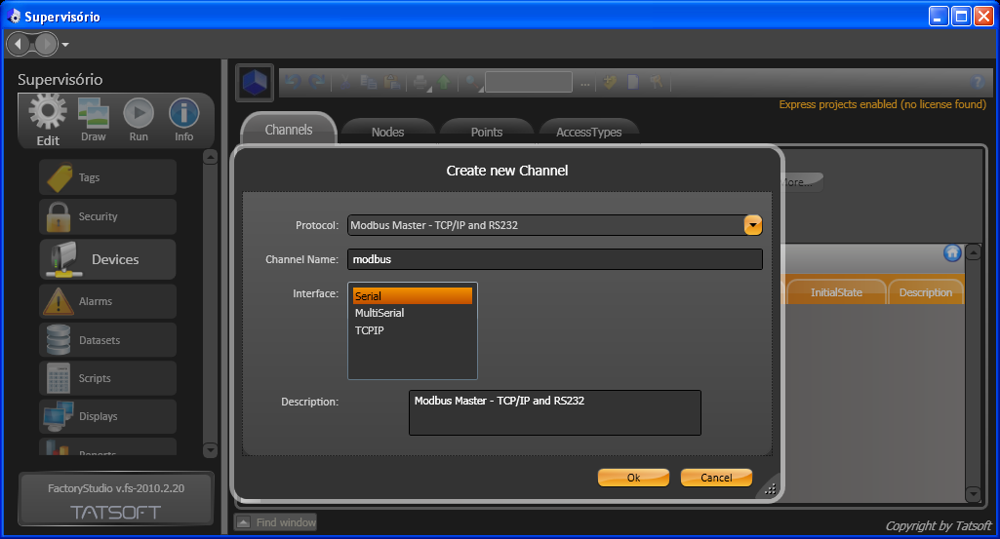 Supervisório
Supervisório
Edit
Draw
Run
Info
Tags
Security
Devices
Alarms
Datasets
Scripts
Displays
Reports
FactoryStudio v.fs-2010.2.20
TATSOFT
...
Express projects enabled (no license found)
Channels
Nodes
Points
AccessTypes
More...
InitialState
Description
Create new Channel
Protocol: Modbus Master - TCP/IP and RS232
Channel Name: modbus
Interface: Serial
MultiSerial
TCPIP
Description: Modbus Master - TCP/IP and RS232
Ok
Cancel
Find window
Copyright by Tatsoft